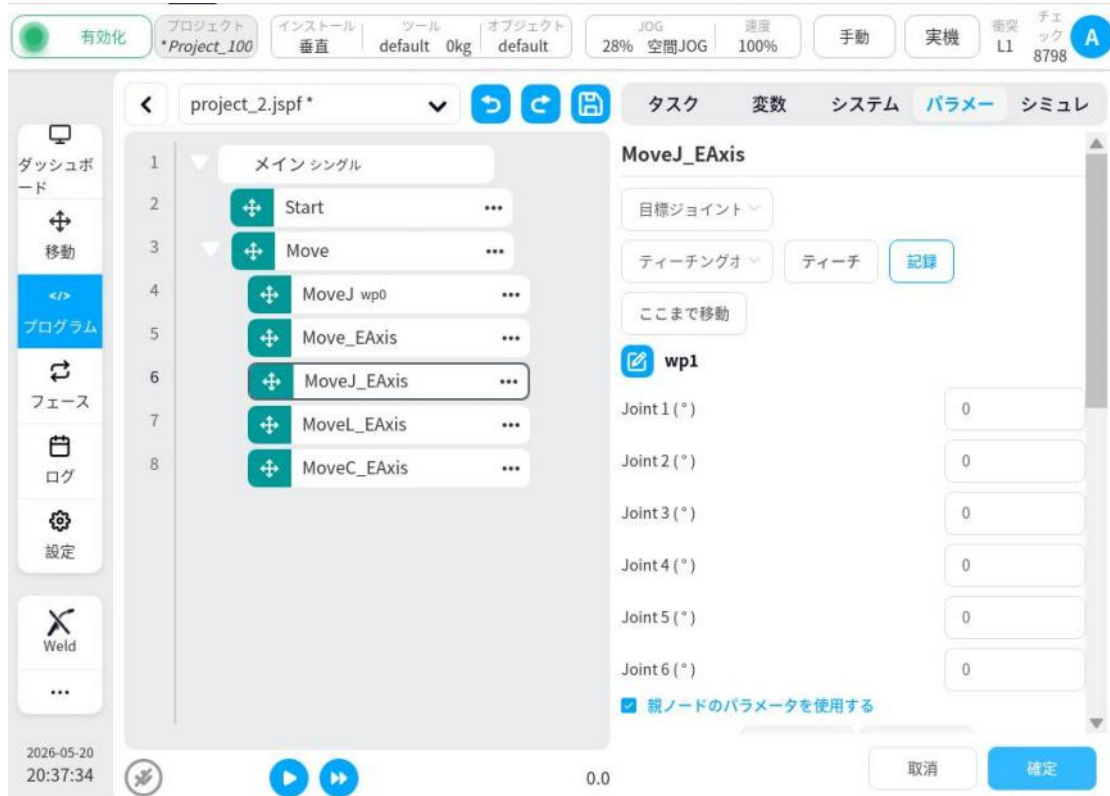 有効化
プロジェクト
*Project_100
インストール ツール オブジェクト
垂直 default 0kg default
JOG 速度
28% 空間JOG 100%
手動
実機
衝突
L1
チェック
8798
A
ダッシュボード
移動
プログラム
フェース
ログ
設定
Weld
2026-05-20
20:37:34
project_2.jspf *
1 メイン シングル
2 Start •••
3 Move •••
4 MoveJ wp0 •••
5 Move_EAxis •••
6 MoveJ_EAxis •••
7 MoveL_EAxis •••
8 MoveC_EAxis •••
0.0
タスク 変数 システム パラメー シミュレ
MoveJ_EAxis
目標ジョイント
ティーチングオ ティーチ 記録
ここまで移動
wp1
Joint 1 (°) 0
Joint 2 (°) 0
Joint 3 (°) 0
Joint 4 (°) 0
Joint 5 (°) 0
Joint 6 (°) 0
親ノードのパラメータを使用する
取消 確定